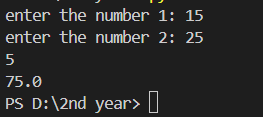 enter the number 1: 15
enter the number 2: 25
5
75.0
PS D:\2nd year>